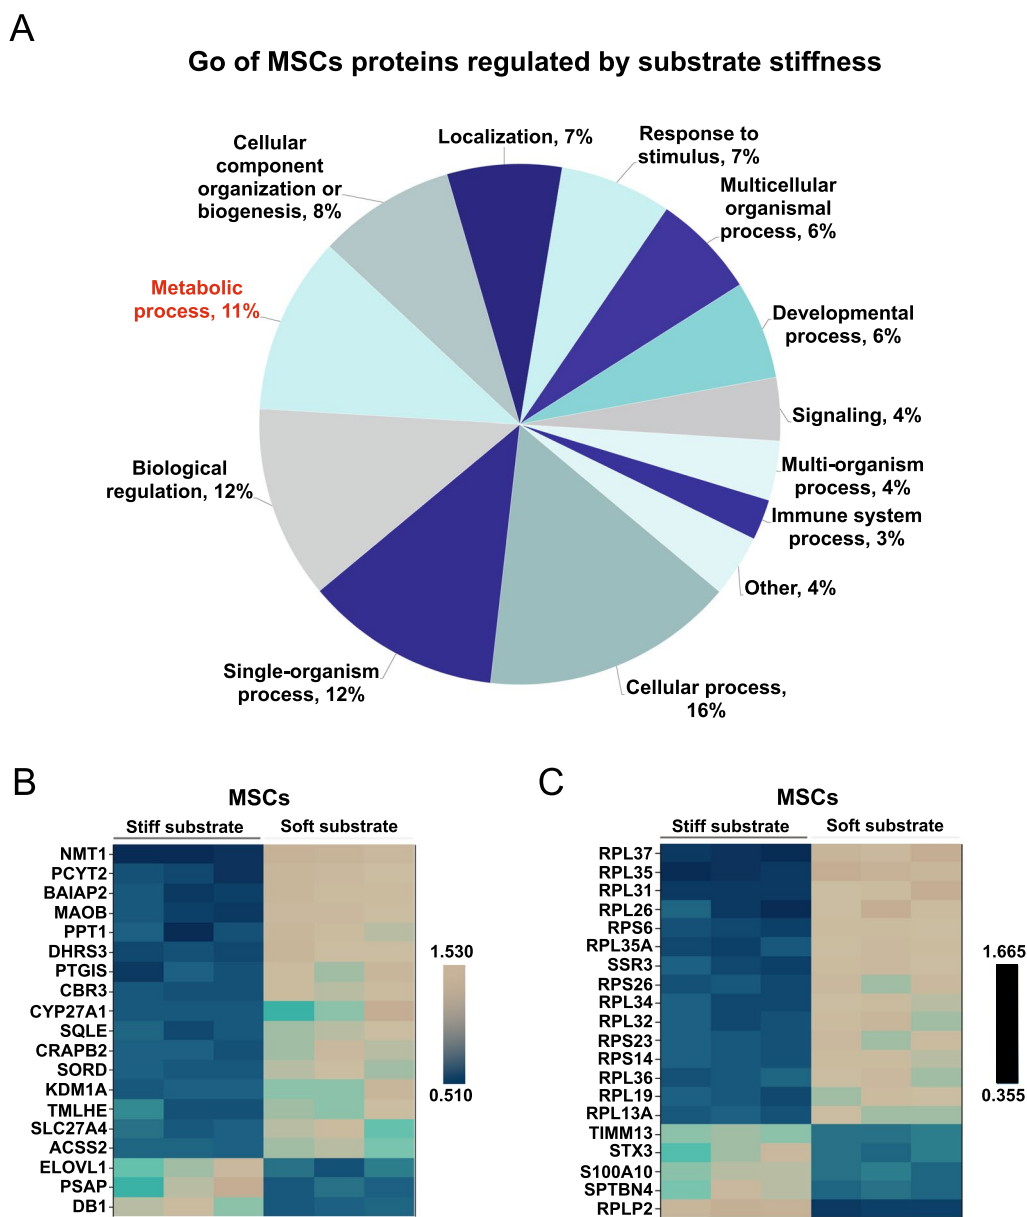 A
Go of MSCs proteins regulated by substrate stiffness
Localization, 7%
Response to
stimulus, 7%
Multicellular
organismal
process, 6%
Developmental
process, 6%
Signaling, 4%
Multi-organism
process, 4%
Immune system
process, 3%
Other, 4%
Cellular process,
16%
Single-organism
process, 12%
Biological
regulation, 12%
Metabolic
process, 11%
Cellular
component
organization or
biogenesis, 8%
B
MSCs
Stiff substrate
Soft substrate
NMT1
PCYT2
BAIAP2
MAOB
PPT1
DHRS3
PTGIS
CBR3
CYP27A1
SQLE
CRAPB2
SORD
KDM1A
TMLHE
SLC27A4
ACSS2
ELOVL1
PSAP
DB1
1.530
0.510
C
MSCs
Stiff substrate
Soft substrate
RPL37
RPL35
RPL31
RPL26
RPS6
RPL35A
SSR3
RPS26
RPL34
RPL32
RPS23
RPS14
RPL36
RPL19
RPL13A
TIMM13
STX3
S100A10
SPTBN4
RPLP2
1.665
0.355